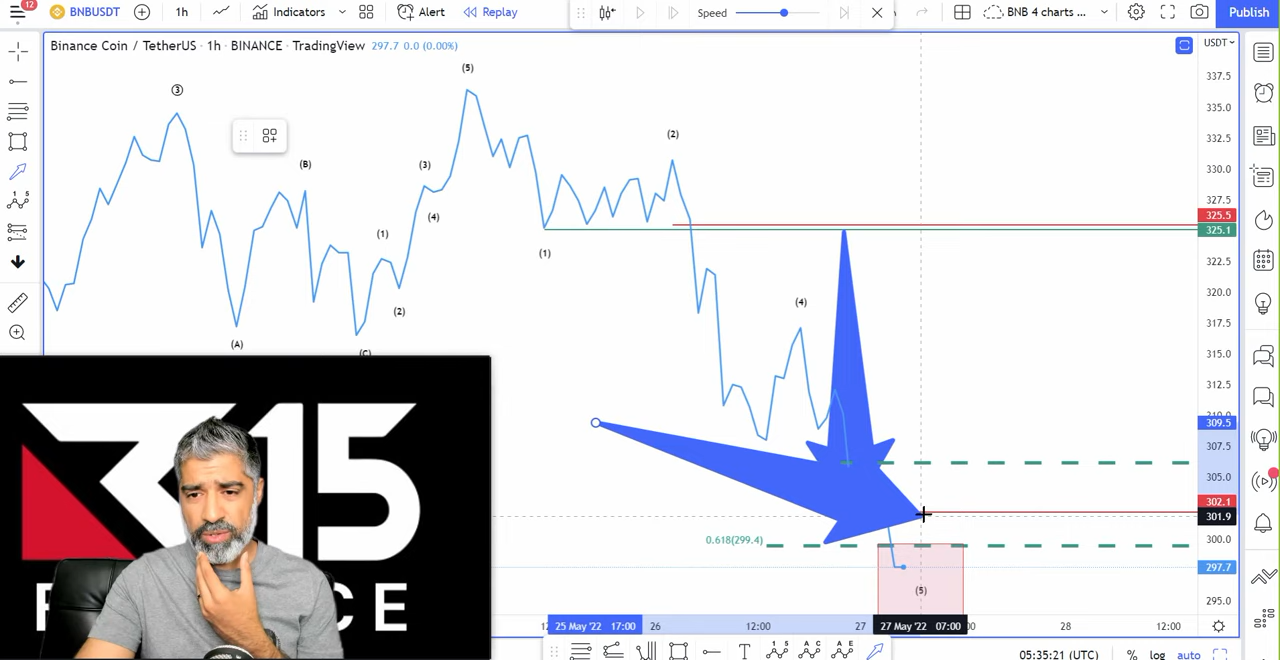 12
BNBUSDT
1h
Indicators
Alert
Replay
Speed
BNB 4 charts ...
Publish
Binance Coin / TetherUS · 1h · BINANCE · TradingView 297.7 0.0 (0.00%)
USDT
(5)
337.5
③
335.0
(2)
332.5
(B)
(3)
330.0
327.5
(4)
325.5
325.1
(1)
(1)
322.5
320.0
(4)
(2)
317.5
(A)
(C)
315.0
312.5
310.0
309.5
307.5
305.0
302.1
301.9
0.618(299.4)
300.0
297.7
(5)
295.0
315
25 May '22 17:00
26
12:00
27
27 May '22 07:00
28
12:00
05:35:21 (UTC)
%
log
auto